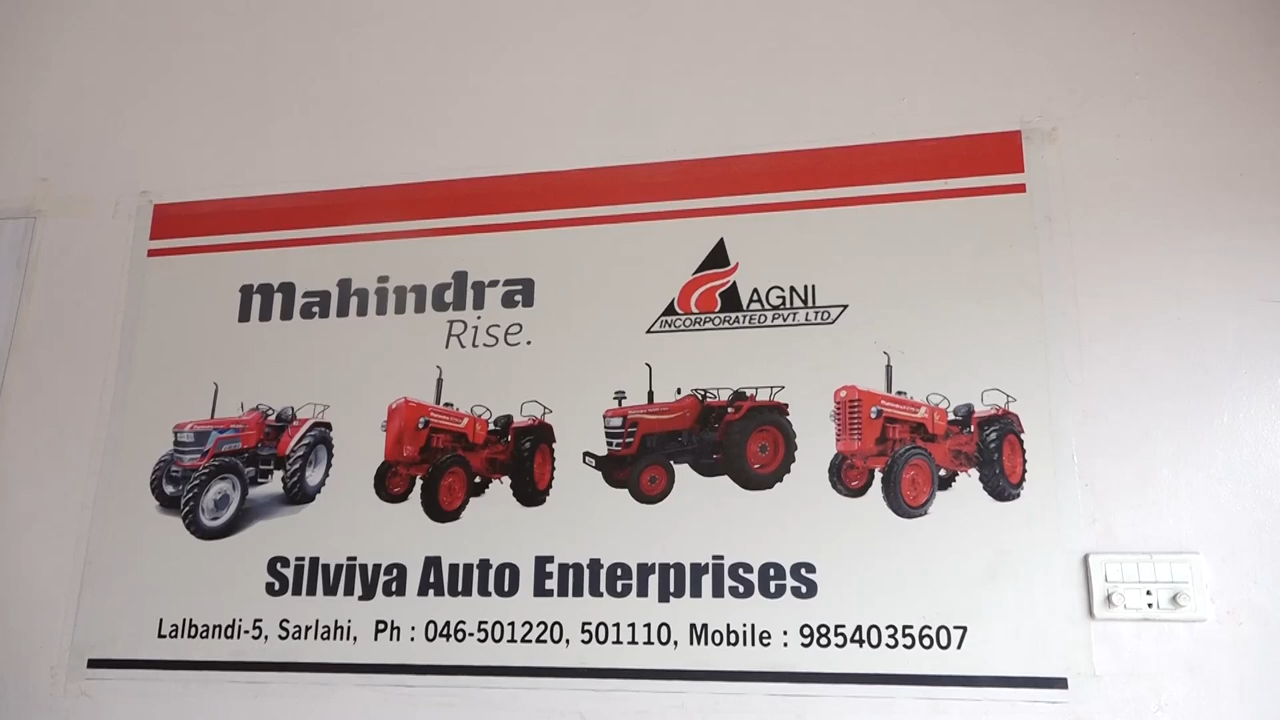 Mahindra
Rise.
AGNI
INCORPORATED PVT. LTD.
Silviya Auto Enterprises
Lalbandi-5, Sarlahi, Ph : 046-501220, 501110, Mobile : 9854035607